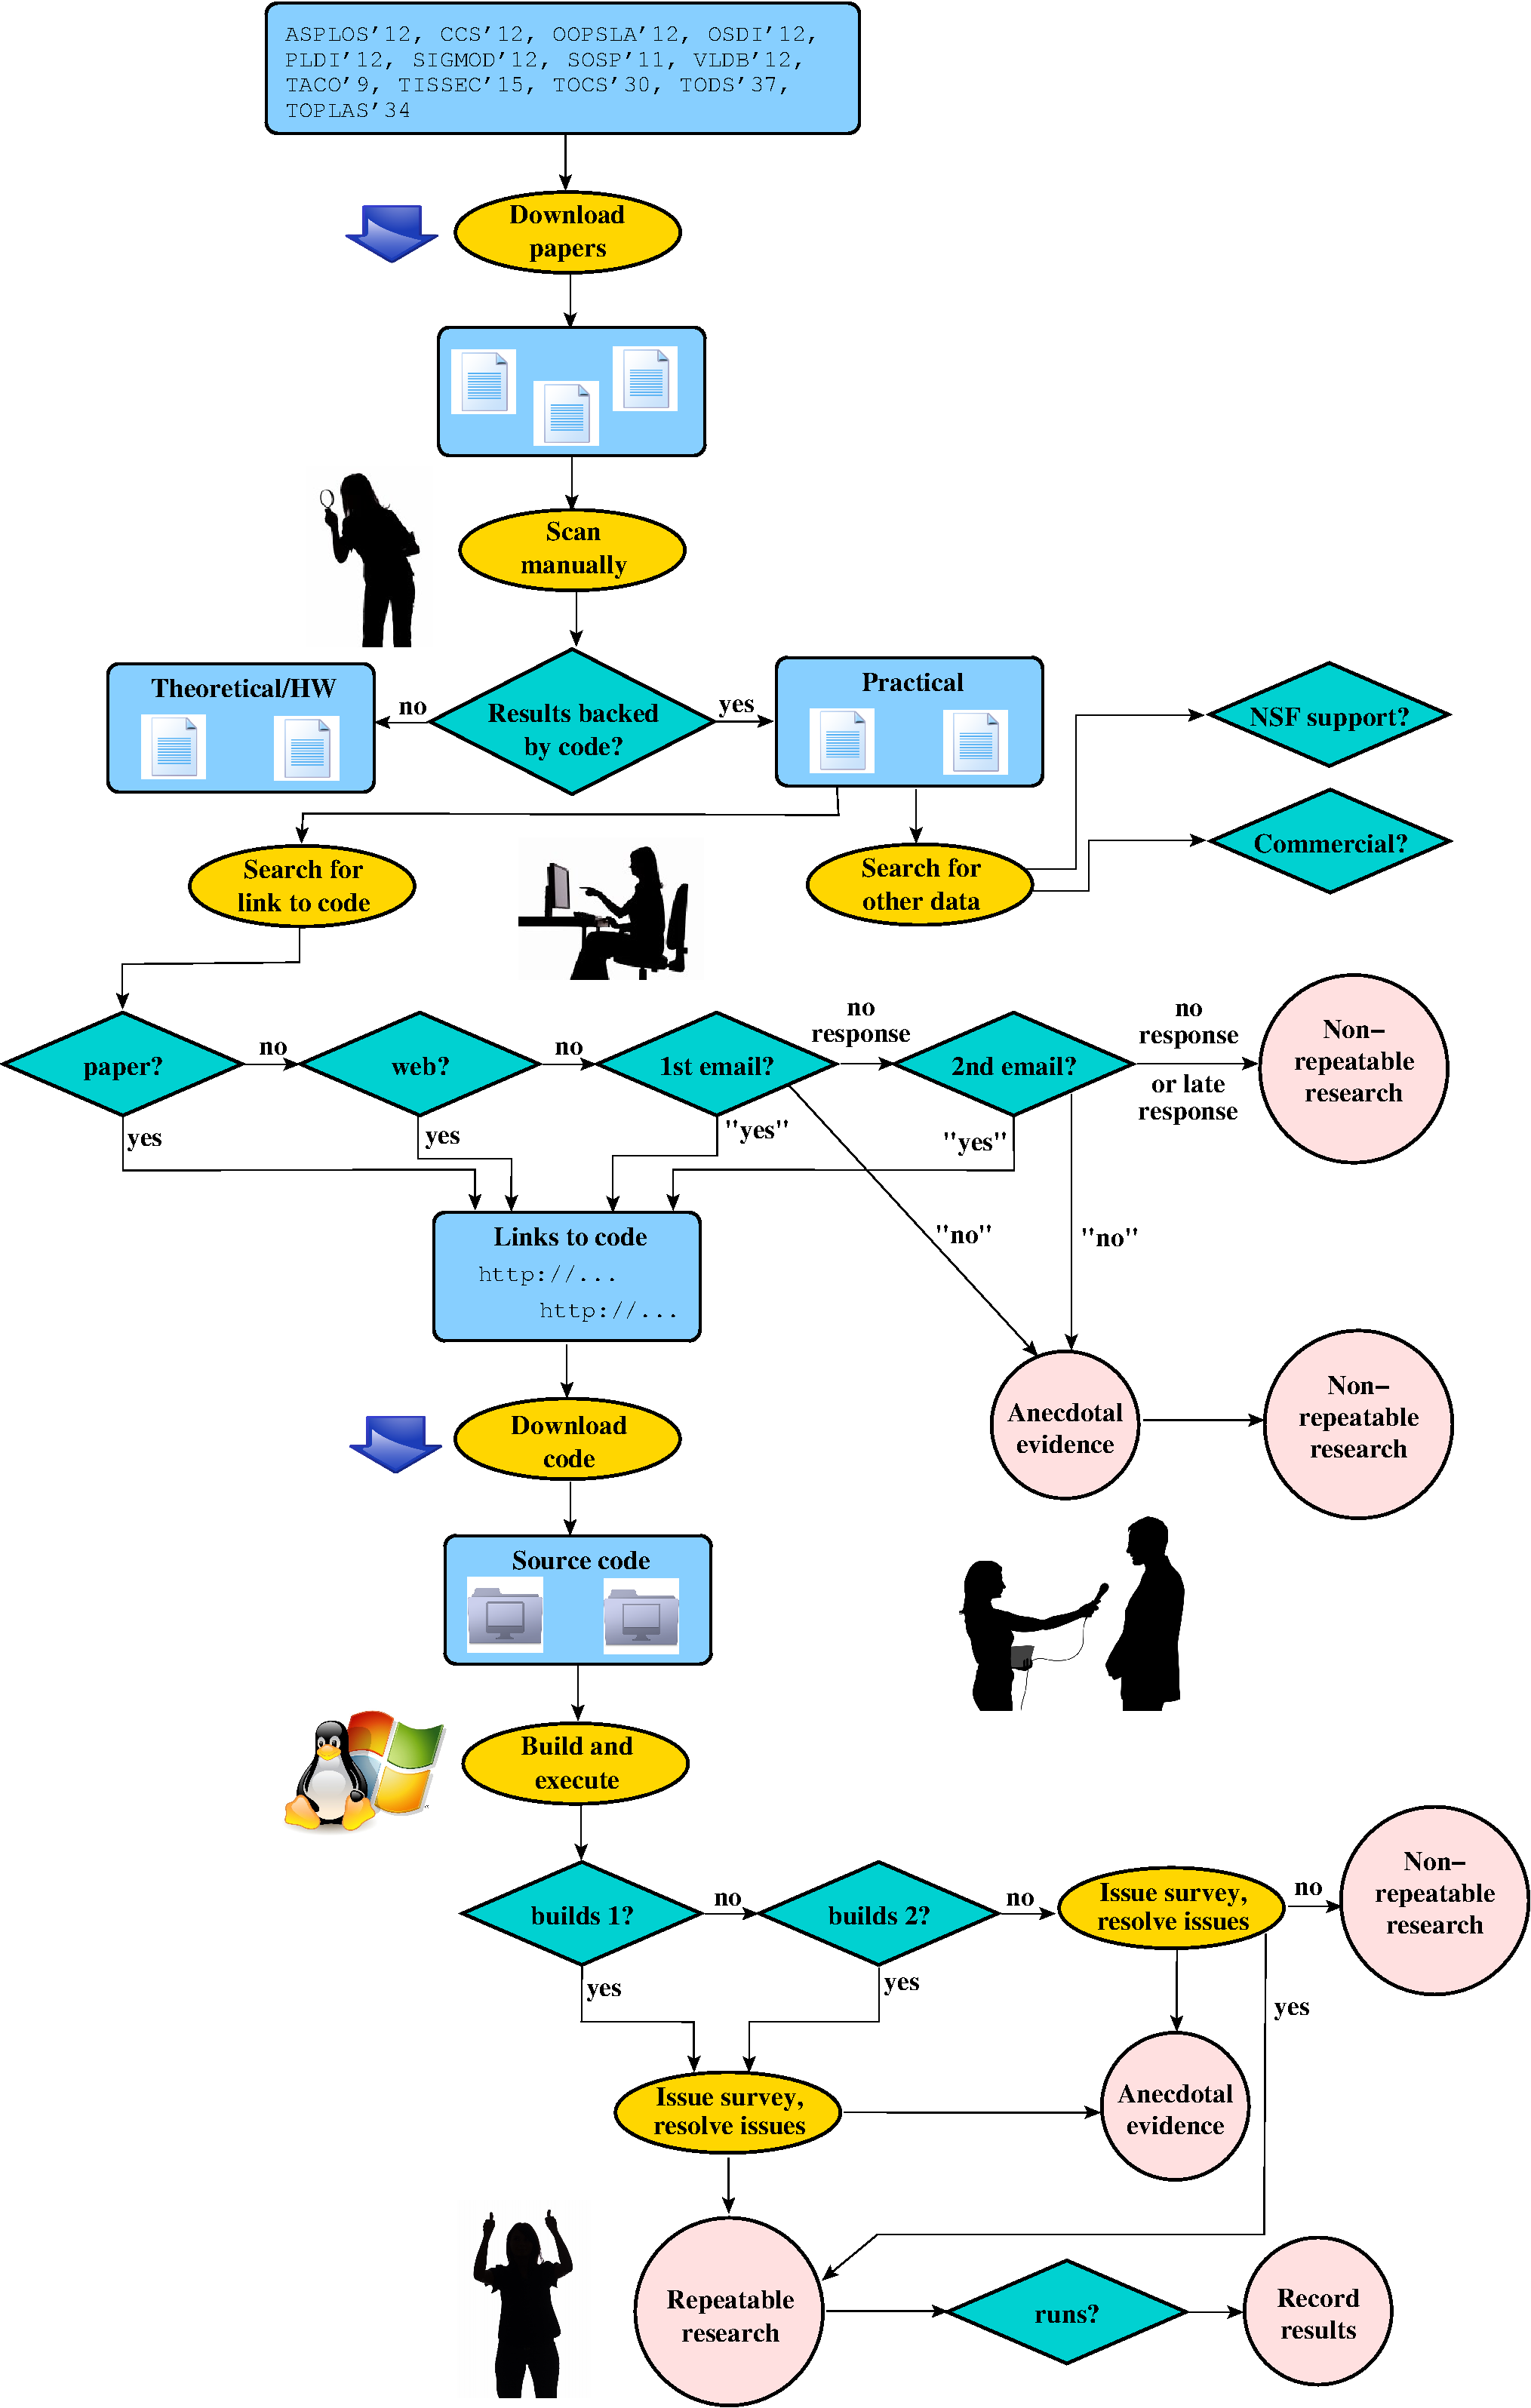 ASPLOS’12, CCS’12, OOPSLA’12, OSDI’12,
PLDI’12, SIGMOD’12, SOSP’11, VLDB’12,
TACO’9, TISSEC’15, TOCS’30, TODS’37,
TOPLAS’34
Download
papers
Scan
manually
Theoretical/HW
no
Results backed
by code?
yes
Practical
NSF support?
Commercial?
Search for
link to code
Search for
other data
paper?
no
web?
no
1st email?
no
response
2nd email?
no
response
or late
response
Non−
repeatable
research
yes
yes
"yes"
"yes"
Links to code
http://...
http://...
"no"
"no"
Download
code
Anecdotal
evidence
Non−
repeatable
research
Source code
Build and
execute
builds 1?
no
builds 2?
no
Issue survey,
resolve issues
no
Non−
repeatable
research
yes
yes
yes
Issue survey,
resolve issues
Anecdotal
evidence
Repeatable
research
runs?
Record
results